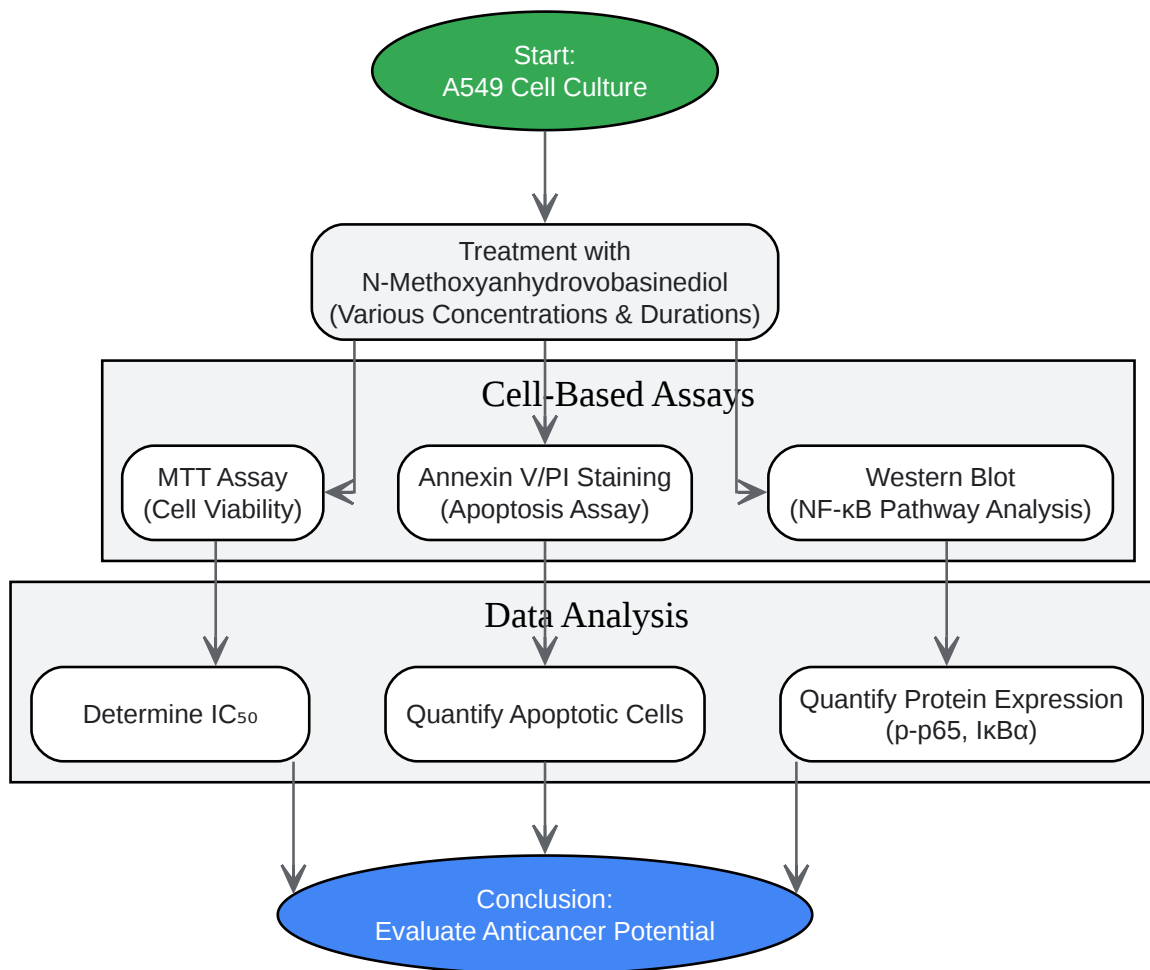 Start:
A549 Cell Culture
Treatment with
N-Methoxyanhydrovobasinediol
(Various Concentrations & Durations)
Cell-Based Assays
MTT Assay
(Cell Viability)
Annexin V/PI Staining
(Apoptosis Assay)
Western Blot
(NF-κB Pathway Analysis)
Data Analysis
Determine IC₅₀
Quantify Apoptotic Cells
Quantify Protein Expression
(p-p65, IκBα)
Conclusion:
Evaluate Anticancer Potential